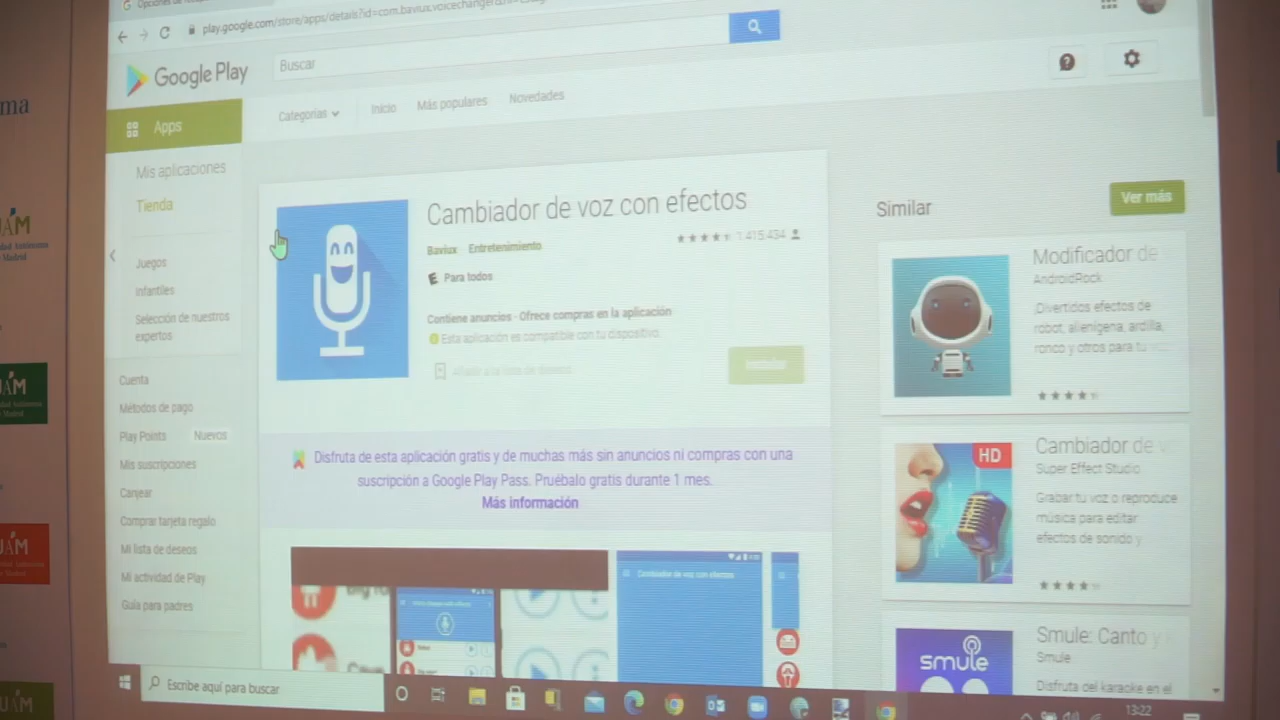 play.google.com/store/apps/details?id=com.baviux.voicechanger
Google Play
Buscar
Apps
Categorías
Inicio
Más populares
Novedades
Mis aplicaciones
Tienda
Juegos
Infantiles
Selección de nuestros
expertos
Cuenta
Métodos de pago
Play Points
Nuevos
Mis suscripciones
Canjear
Comprar tarjeta regalo
Mi lista de deseos
Mi actividad de Play
Guía para padres
Cambiador de voz con efectos
Baviux Entretenimiento
1.415.434
E Para todos
Contiene anuncios · Ofrece compras en la aplicación
Esta aplicación es compatible con tu dispositivo.
Añadir a la lista de deseos
Instalar
Disfruta de esta aplicación gratis y de muchas más sin anuncios ni compras con una
suscripción a Google Play Pass. Pruébalo gratis durante 1 mes.
Más información
Cambiador de voz con efectos
Similar
Ver más
Modificador de
AndroidRock
Divertidos efectos de
robot, alienígena, ardilla,
ronco y otros para tu
HD
Cambiador de
Super Effect Studio
Grabar tu voz o reproduce
música para editar
efectos de sonido y
smule
Smule: Canto y
Smule
Disfruta del karaoke en el
Escribe aquí para buscar
13:22